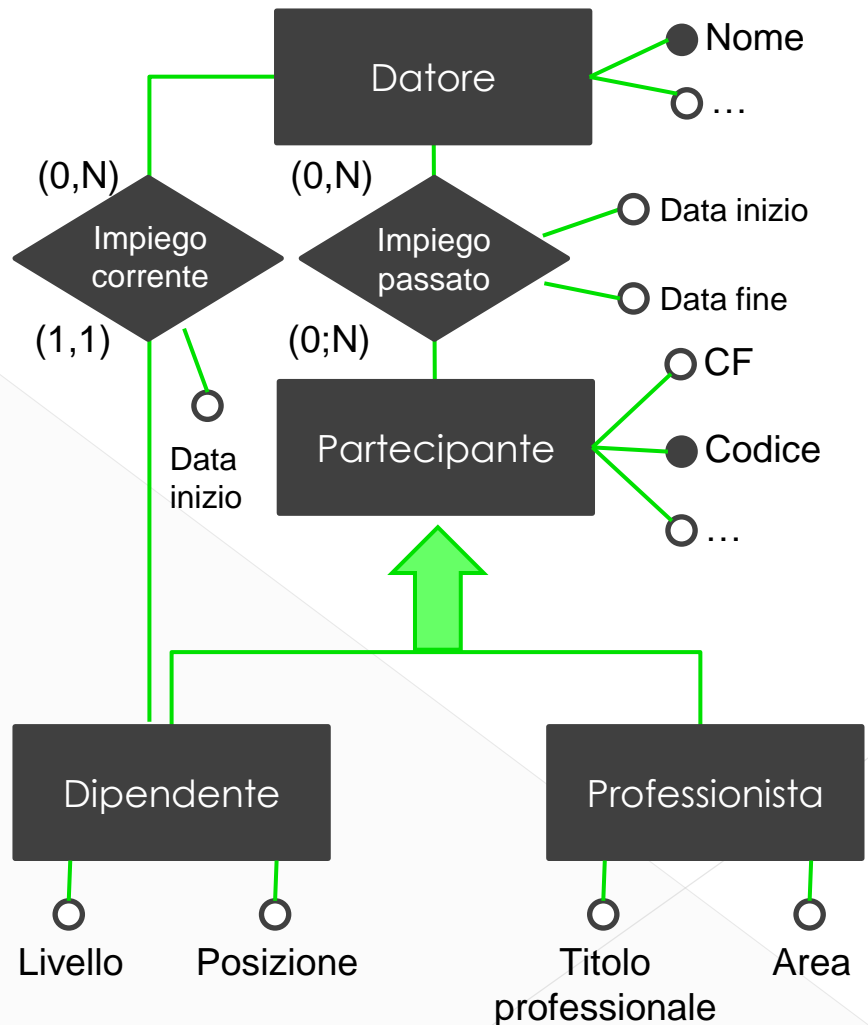 Datore
Nome
…
(0,N)
(0,N)
Impiego
corrente
Impiego
passato
Data inizio
Data fine
(1,1)
(0;N)
Data
inizio
Partecipante
CF
Codice
…
Dipendente
Professionista
Livello
Posizione
Titolo
professionale
Area